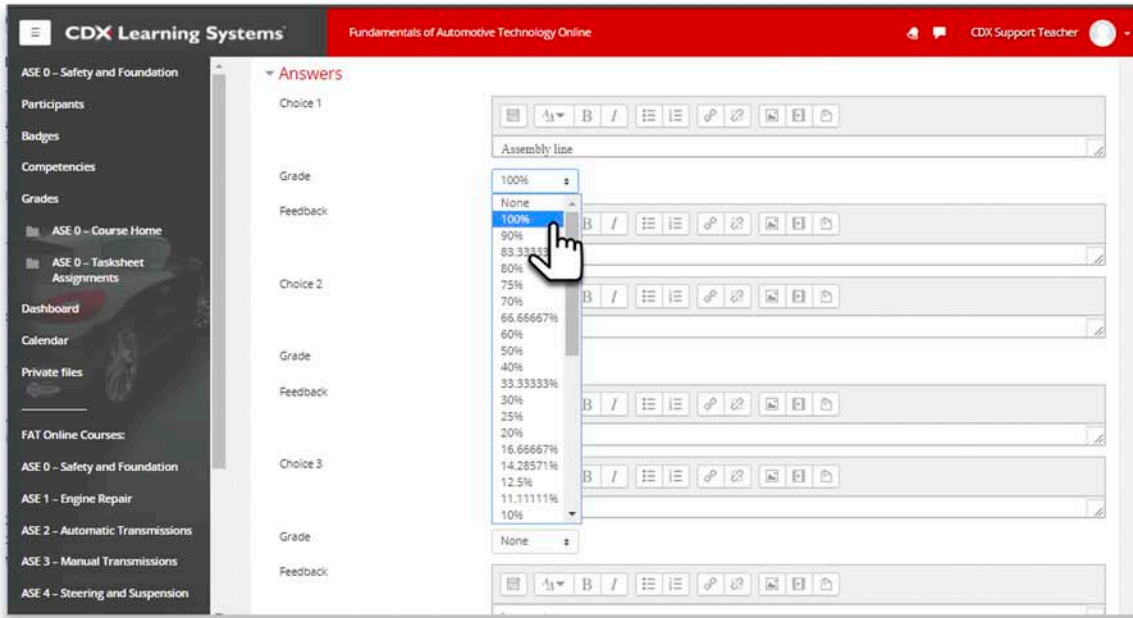 CDX Learning Systems
Fundamentals of Automotive Technology Online
CDX Support Teacher
ASE 0 – Safety and Foundation
Participants
Badges
Competencies
Grades
ASE 0 – Course Home
ASE 0 – Tasksheet
Assignments
Dashboard
Calendar
Private files
FAT Online Courses:
ASE 0 – Safety and Foundation
ASE 1 – Engine Repair
ASE 2 – Automatic Transmissions
ASE 3 – Manual Transmissions
ASE 4 – Steering and Suspension
Answers
Choice 1
B I
Assembly line
Grade
100%
None
100%
90%
83.33333
80%
75%
70%
66.66667%
60%
50%
40%
33.33333%
30%
25%
20%
16.66667%
14.28571%
12.5%
11.11111%
10%
Feedback
B I
Choice 2
B I
Grade
Feedback
B I
Choice 3
B I
Grade
None
Feedback
B I